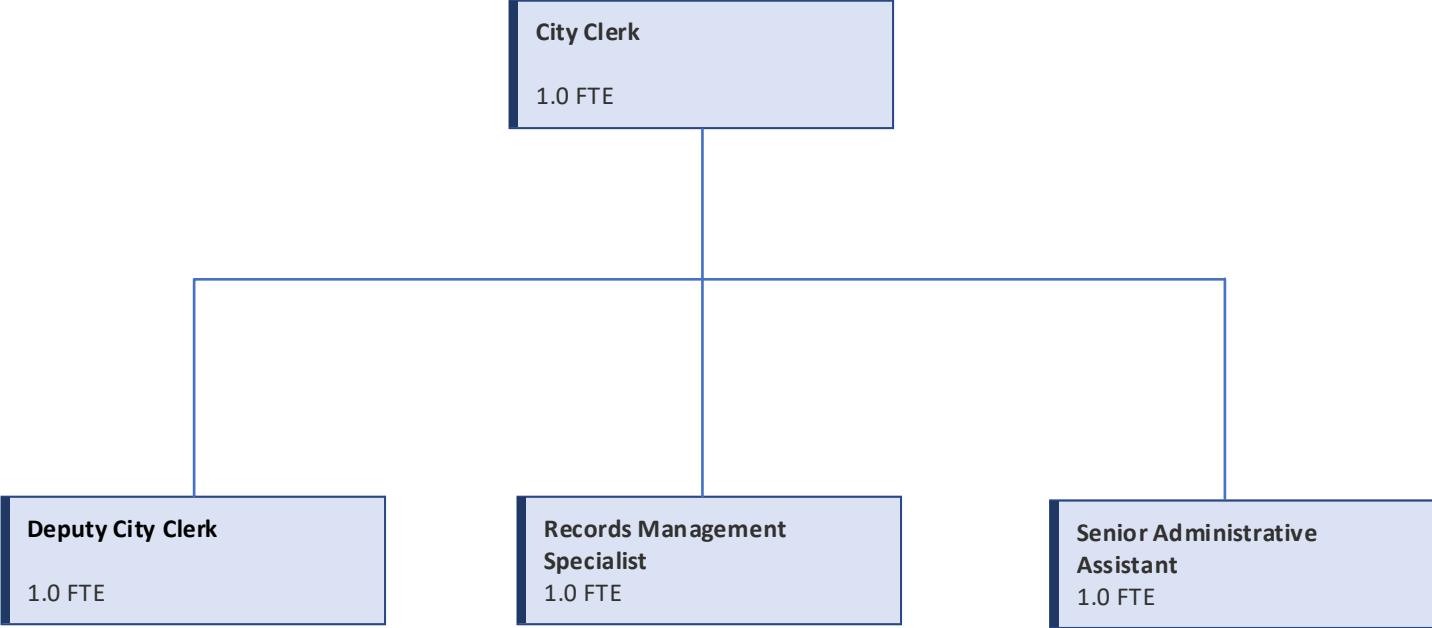 City Clerk
1.0 FTE
Deputy City Clerk
1.0 FTE
Records Management
Specialist
1.0 FTE
Senior Administrative
Assistant
1.0 FTE